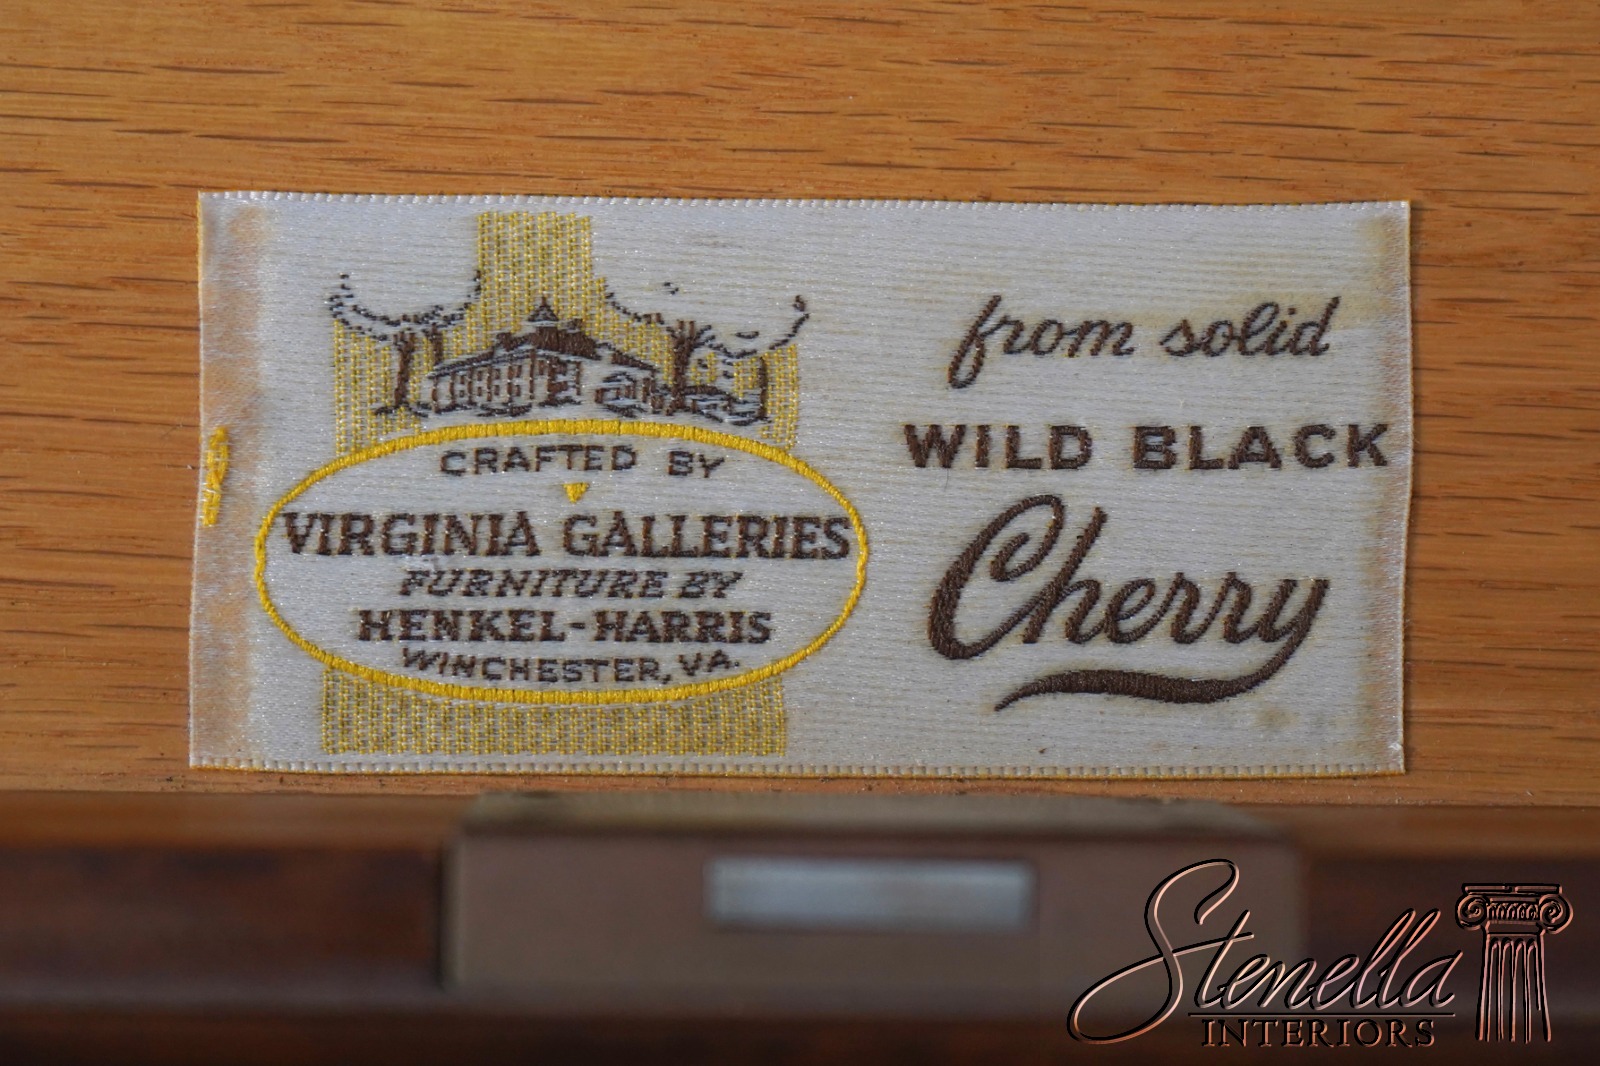 CRAFTED BY
VIRGINIA GALLERIES
FURNITURE BY
HENKEL-HARRIS
WINCHESTER, VA.
from solid
WILD BLACK
Cherry
Stenella
INTERIORS